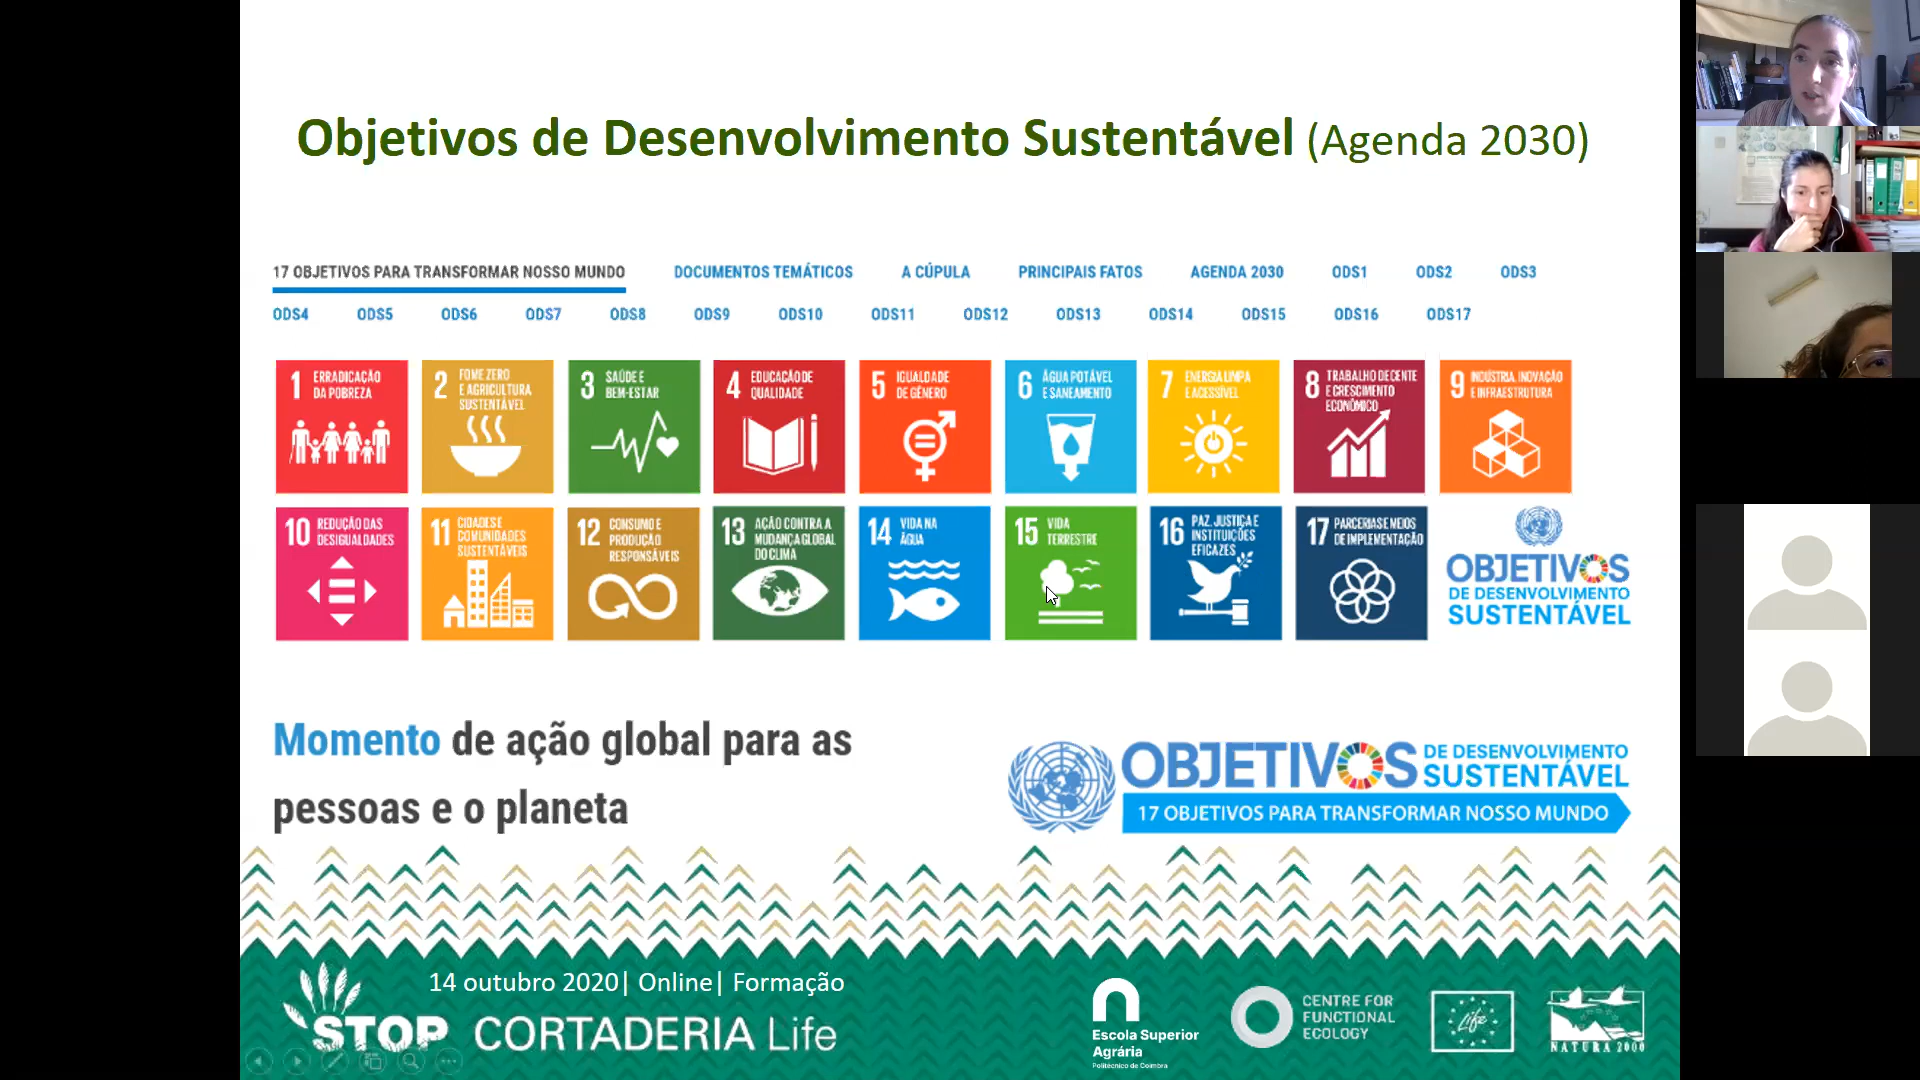 Objetivos de Desenvolvimento Sustentável (Agenda 2030)
17 OBJETIVOS PARA TRANSFORMAR NOSSO MUNDO DOCUMENTOS TEMÁTICOS A CÚPULA PRINCIPAIS FATOS AGENDA 2030 ODS1 ODS2 ODS3
ODS4 ODS5 ODS6 ODS7 ODS8 ODS9 ODS10 ODS11 ODS12 ODS13 ODS14 ODS15 ODS16 ODS17
1 ERRADICAÇÃO
DA POBREZA
2 FOME ZERO
E AGRICULTURA
SUSTENTÁVEL
3 SAÚDE E
BEM-ESTAR
4 EDUCAÇÃO DE
QUALIDADE
5 IGUALDADE
DE GÊNERO
6 ÁGUA POTÁVEL
E SANEAMENTO
7 ENERGIA LIMPA
E ACESSÍVEL
8 TRABALHO DECENTE
E CRESCIMENTO
ECONÔMICO
9 INDÚSTRIA, INOVAÇÃO
E INFRAESTRUTURA
10 REDUÇÃO DAS
DESIGUALDADES
11 CIDADES E
COMUNIDADES
SUSTENTÁVEIS
12 CONSUMO E
PRODUÇÃO
RESPONSÁVEIS
13 AÇÃO CONTRA A
MUDANÇA GLOBAL
DO CLIMA
14 VIDA NA
ÁGUA
15 VIDA
TERRESTRE
16 PAZ, JUSTIÇA E
INSTITUIÇÕES
EFICAZES
17 PARCERIAS E MEIOS
DE IMPLEMENTAÇÃO
OBJETIVOS
DE DESENVOLVIMENTO
SUSTENTÁVEL
Momento de ação global para as
pessoas e o planeta
OBJETIVOS DE DESENVOLVIMENTO
SUSTENTÁVEL
17 OBJETIVOS PARA TRANSFORMAR NOSSO MUNDO
14 outubro 2020| Online| Formação
STOP CORTADERIA Life
Escola Superior
Agrária
Politécnico de Coimbra
CENTRE FOR
FUNCTIONAL
ECOLOGY
Life
NATURA 2000